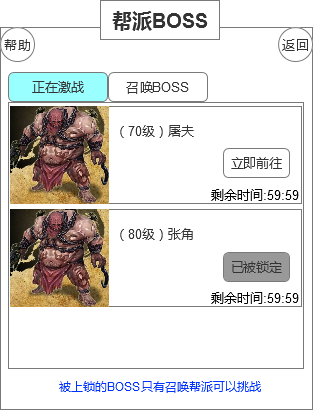 帮派BOSS
帮助
返回
正在激战
召唤BOSS
（70级）屠夫
立即前往
剩余时间:59:59
（80级）张角
已被锁定
剩余时间:59:59
被上锁的BOSS只有召唤帮派可以挑战